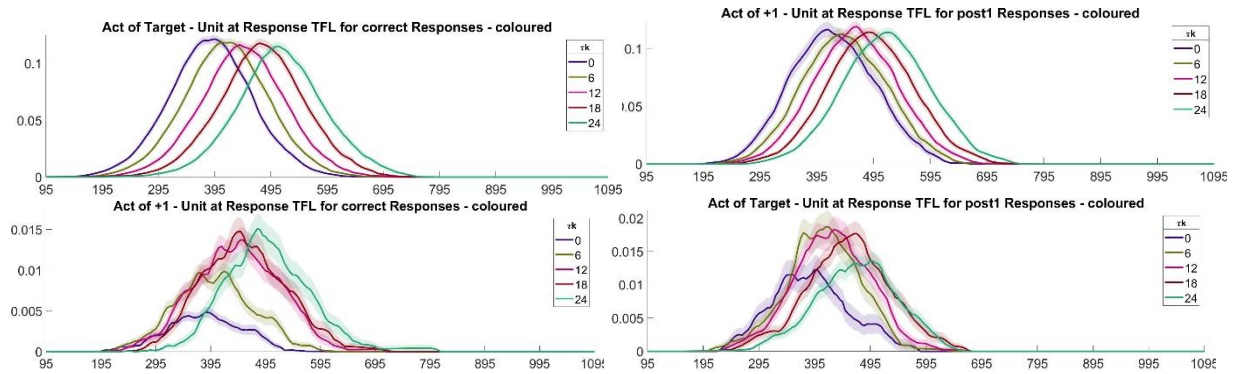 Act of Target - Unit at Response TFL for correct Responses - coloured
τk
0
6
12
18
24
0.1
0.05
0
95 195 295 395 495 595 695 795 895 995 1095
Act of +1 - Unit at Response TFL for post1 Responses - coloured
τk
0
6
12
18
24
0.1
0.05
0
95 195 295 395 495 595 695 795 895 995 1095
Act of +1 - Unit at Response TFL for correct Responses - coloured
τk
0
6
12
18
24
0.015
0.01
0.005
0
95 195 295 395 495 595 695 795 895 995 1095
Act of Target - Unit at Response TFL for post1 Responses - coloured
τk
0
6
12
18
24
0.02
0.015
0.01
0.005
0
95 195 295 395 495 595 695 795 895 995 1095